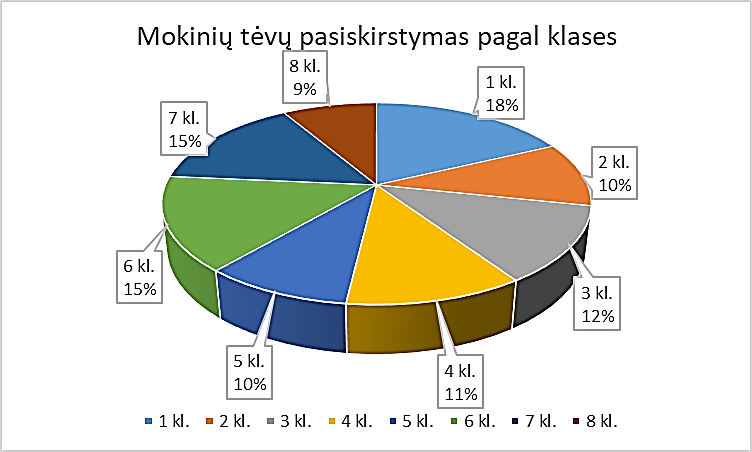 Mokinių tėvų pasiskirstymas pagal klases
8 kl.
9%
1 kl.
18%
7 kl.
15%
2 kl.
10%
6 kl.
15%
3 kl.
12%
5 kl.
10%
4 kl.
11%
1 kl. 2 kl. 3 kl. 4 kl. 5 kl. 6 kl. 7 kl. 8 kl.